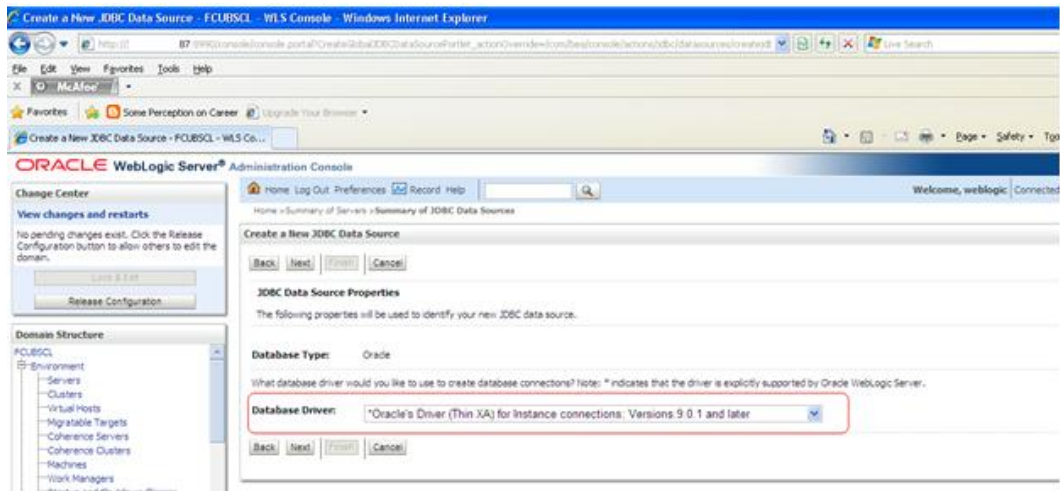 Create a New JDBC Data Source - FCUBSCL - WLS Console - Windows Internet Explorer
Live Search
File Edit View Favorites Tools Help
X McAfee
Favorites Some Perception on Career Upgrade Your Browser
Create a New JDBC Data Source - FCUBSCL - WLS Co...
Page Safety
ORACLE WebLogic Server® Administration Console
Change Center
View changes and restarts
No pending changes exist. Click the Release
Configuration button to allow others to edit the
domain.
Lock & Edit
Release Configuration
Domain Structure
FCUBSCL
Environment
Servers
Clusters
Virtual Hosts
Migratable Targets
Coherence Servers
Coherence Clusters
Machines
Work Managers
Home Log Out Preferences Record Help
Welcome, weblogic Connected
Home >Summary of Servers >Summary of JDBC Data Sources
Create a New JDBC Data Source
Back Next Finish Cancel
JDBC Data Source Properties
The following properties will be used to identify your new JDBC data source.
Database Type: Oracle
What database driver would you like to use to create database connections? Note: * indicates that the driver is explicitly supported by Oracle WebLogic Server.
Database Driver: *Oracle's Driver (Thin XA) for Instance connections; Versions 9.0.1 and later
Back Next Finish Cancel